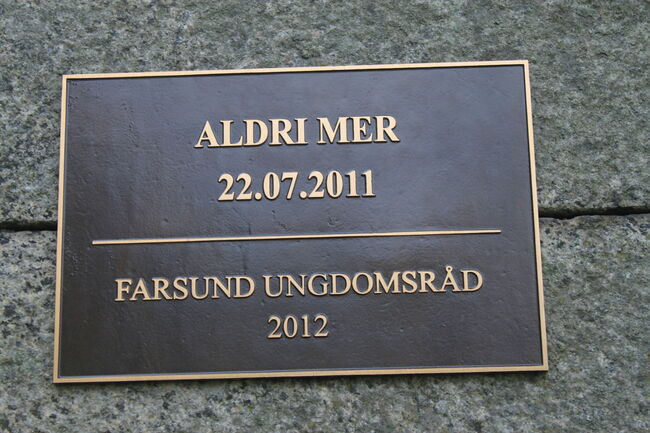 ALDRI MER
22.07.2011
FARSUND UNGDOMSRÅD
2012